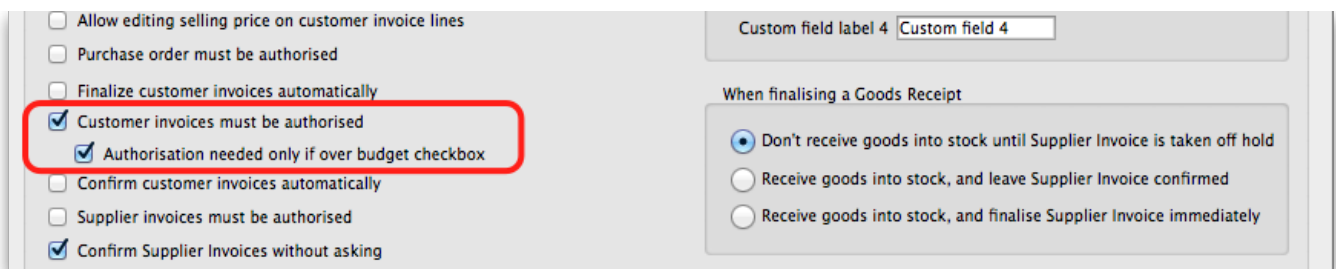 Allow editing selling price on customer invoice lines
Purchase order must be authorised
Finalize customer invoices automatically
Customer invoices must be authorised
Authorisation needed only if over budget checkbox
Confirm customer invoices automatically
Supplier invoices must be authorised
Confirm Supplier Invoices without asking
Custom field label 4 Custom field 4
When finalising a Goods Receipt
Don't receive goods into stock until Supplier Invoice is taken off hold
Receive goods into stock, and leave Supplier Invoice confirmed
Receive goods into stock, and finalise Supplier Invoice immediately